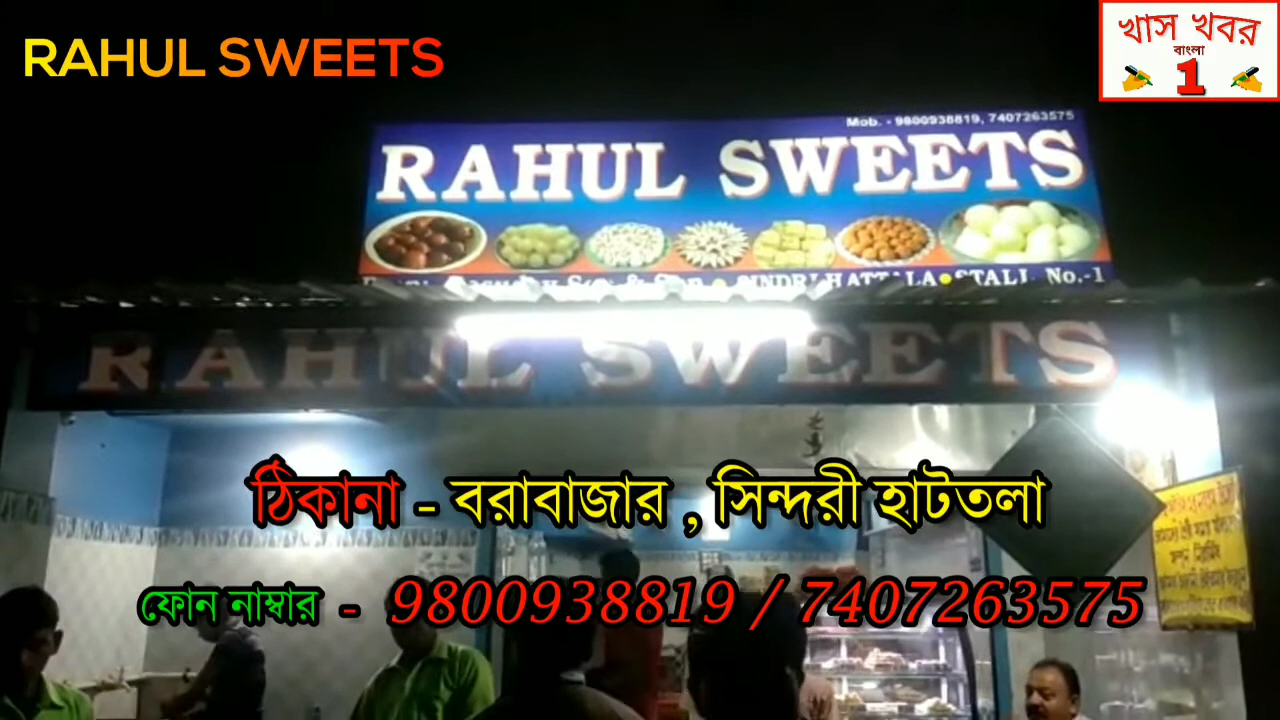 RAHUL SWEETS
খাস খবর
বাংলা
1
Mob. - 9800938819, 7407263575
RAHUL SWEETS
SINDRI HATTALA • STALL No.-1
RAHUL SWEETS
ঠিকানা - বরাবাজার , সিন্দরী হাটতলা
ফোন নাম্বার - 9800938819 / 7407263575